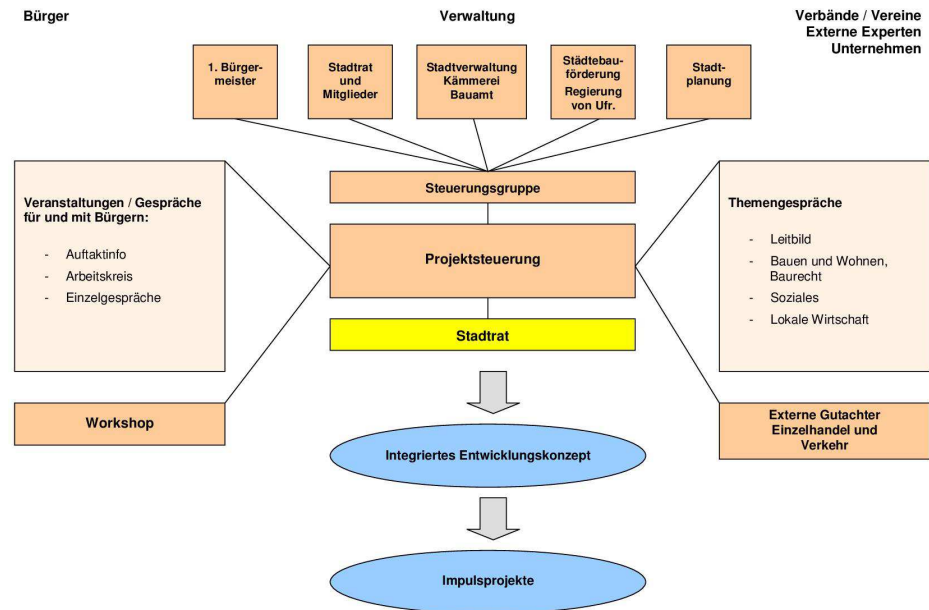 Bürger
Verwaltung
Verbände / Vereine
Externe Experten
Unternehmen
1. Bürger-
meister
Stadtrat
und
Mitglieder
Stadtverwaltung
Kämmerei
Bauamt
Städtebau-
förderung
Regierung
von Ufr.
Stadt-
planung
Steuerungsgruppe
Veranstaltungen / Gespräche
für und mit Bürgern:
- Auftaktinfo
- Arbeitskreis
- Einzelgespräche
Projektsteuerung
Themengespräche
- Leitbild
- Bauen und Wohnen,
Baurecht
- Soziales
- Lokale Wirtschaft
Stadtrat
Workshop
Externe Gutachter
Einzelhandel und
Verkehr
Integriertes Entwicklungskonzept
Impulsprojekte